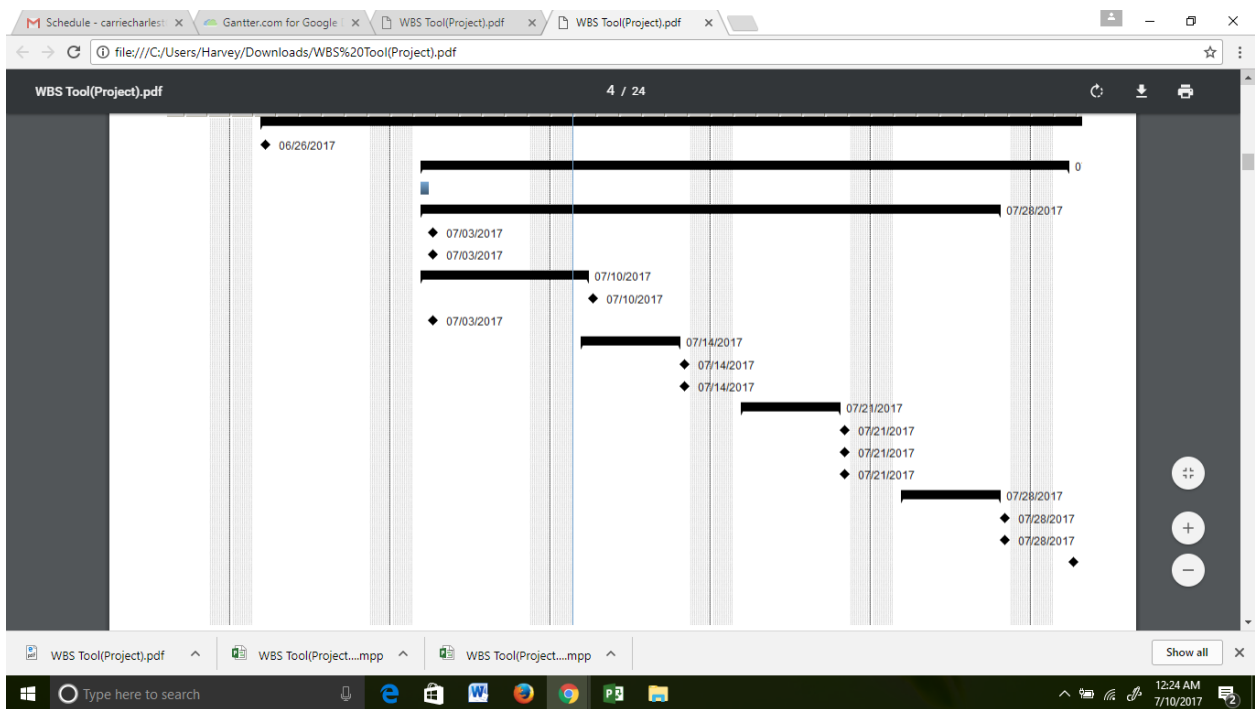 Schedule - carriecharlest
Gantter.com for Google
WBS Tool(Project).pdf
WBS Tool(Project).pdf
file:///C:/Users/Harvey/Downloads/WBS%20Tool(Project).pdf
WBS Tool(Project).pdf
4 / 24
06/26/2017
0
07/28/2017
07/03/2017
07/03/2017
07/10/2017
07/10/2017
07/03/2017
07/14/2017
07/14/2017
07/14/2017
07/21/2017
07/21/2017
07/21/2017
07/21/2017
07/28/2017
07/28/2017
07/28/2017
WBS Tool(Project).pdf
WBS Tool(Project....mpp
WBS Tool(Project....mpp
Show all
Type here to search
12:24 AM
7/10/2017
2